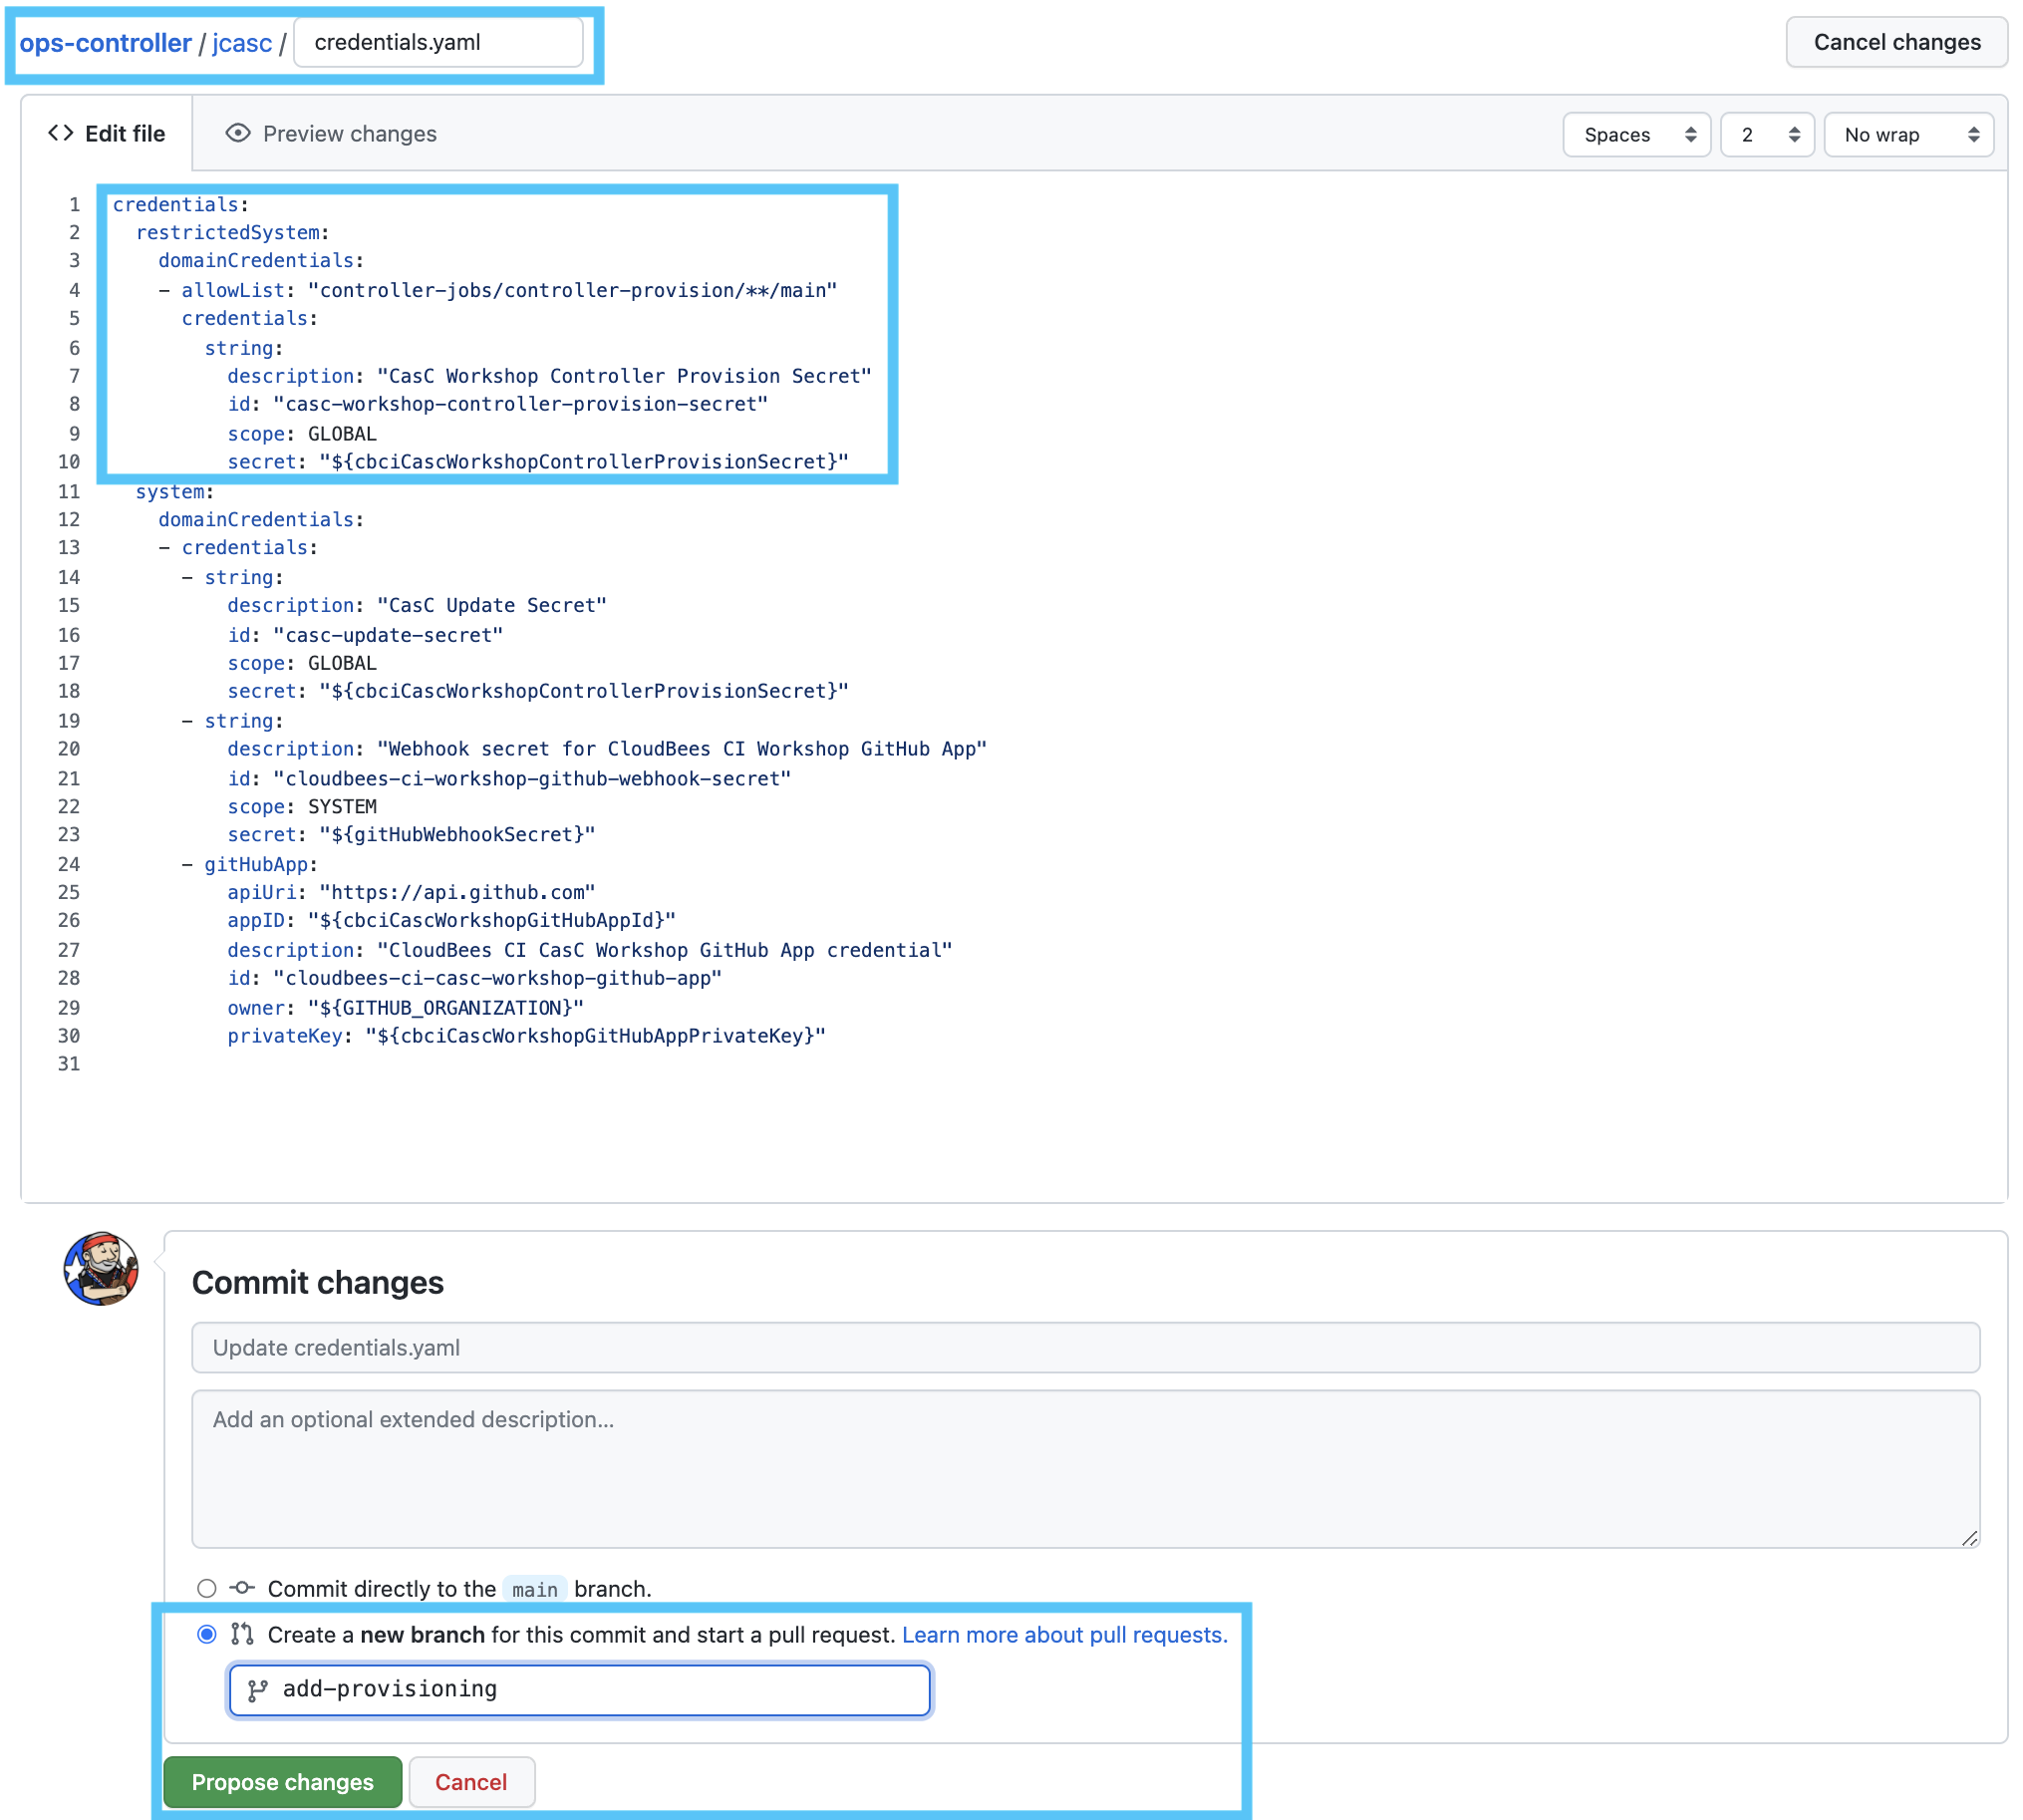 ops-controller / jcasc / credentials.yaml
Cancel changes
<> Edit file
Preview changes
Spaces
2
No wrap
1 credentials:
2   restrictedSystem:
3     domainCredentials:
4     - allowList: "controller-jobs/controller-provision/**/main"
5       credentials:
6         string:
7           description: "CasC Workshop Controller Provision Secret"
8           id: "casc-workshop-controller-provision-secret"
9           scope: GLOBAL
10           secret: "${cbciCascWorkshopControllerProvisionSecret}"
11   system:
12     domainCredentials:
13     - credentials:
14       - string:
15           description: "CasC Update Secret"
16           id: "casc-update-secret"
17           scope: GLOBAL
18           secret: "${cbciCascWorkshopControllerProvisionSecret}"
19       - string:
20           description: "Webhook secret for CloudBees CI Workshop GitHub App"
21           id: "cloudbees-ci-workshop-github-webhook-secret"
22           scope: SYSTEM
23           secret: "${gitHubWebhookSecret}"
24       - gitHubApp:
25           apiUri: "https://api.github.com"
26           appID: "${cbciCascWorkshopGitHubAppId}"
27           description: "CloudBees CI CasC Workshop GitHub App credential"
28           id: "cloudbees-ci-casc-workshop-github-app"
29           owner: "${GITHUB_ORGANIZATION}"
30           privateKey: "${cbciCascWorkshopGitHubAppPrivateKey}"
31
Commit changes
Update credentials.yaml
Add an optional extended description...
Commit directly to the main branch.
Create a new branch for this commit and start a pull request. Learn more about pull requests.
add-provisioning
Propose changes
Cancel